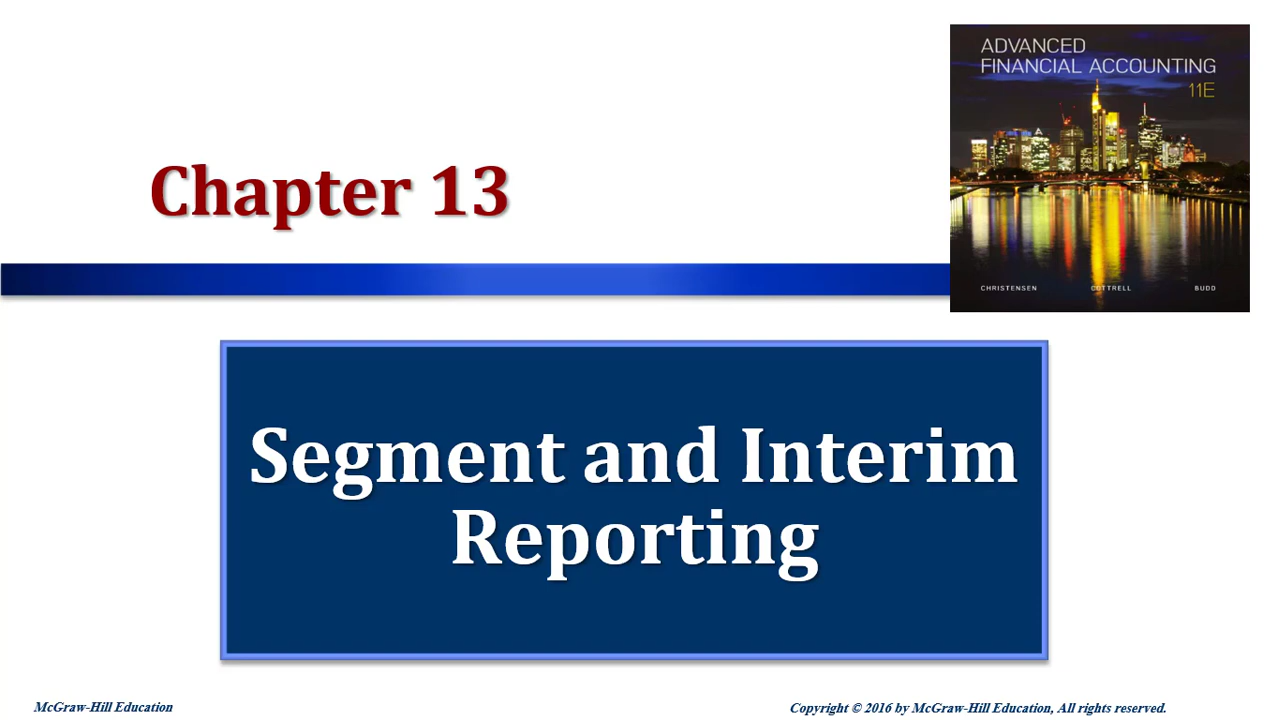 ADVANCED
FINANCIAL ACCOUNTING
11E
CHRISTENSEN COTTRELL BUDD
Chapter 13
Segment and Interim
Reporting
McGraw-Hill Education
Copyright © 2016 by McGraw-Hill Education, All rights reserved.